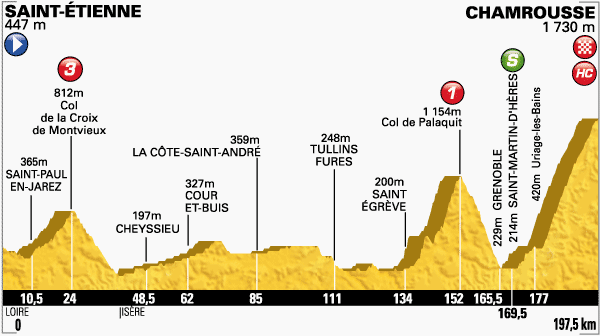 SAINT-ÉTIENNE
447 m
CHAMROUSSE
1 730 m
3
812m
Col
de la Croix
de Montvieux
365m
SAINT-PAUL
EN-JAREZ
197m
CHEYSSIEU
327m
COUR
ET-BUIS
359m
LA CÔTE-SAINT-ANDRÉ
248m
TULLINS
FURES
200m
SAINT
ÉGRÈVE
1
1 154m
Col de Palaquit
229m GRENOBLE
S
214m SAINT-MARTIN-D'HÈRES
420m Uriage-les-Bains
HC
10,5 24 48,5 62 85 111 134 152 165,5 177
169,5
LOIRE |ISÈRE
0 197,5 km